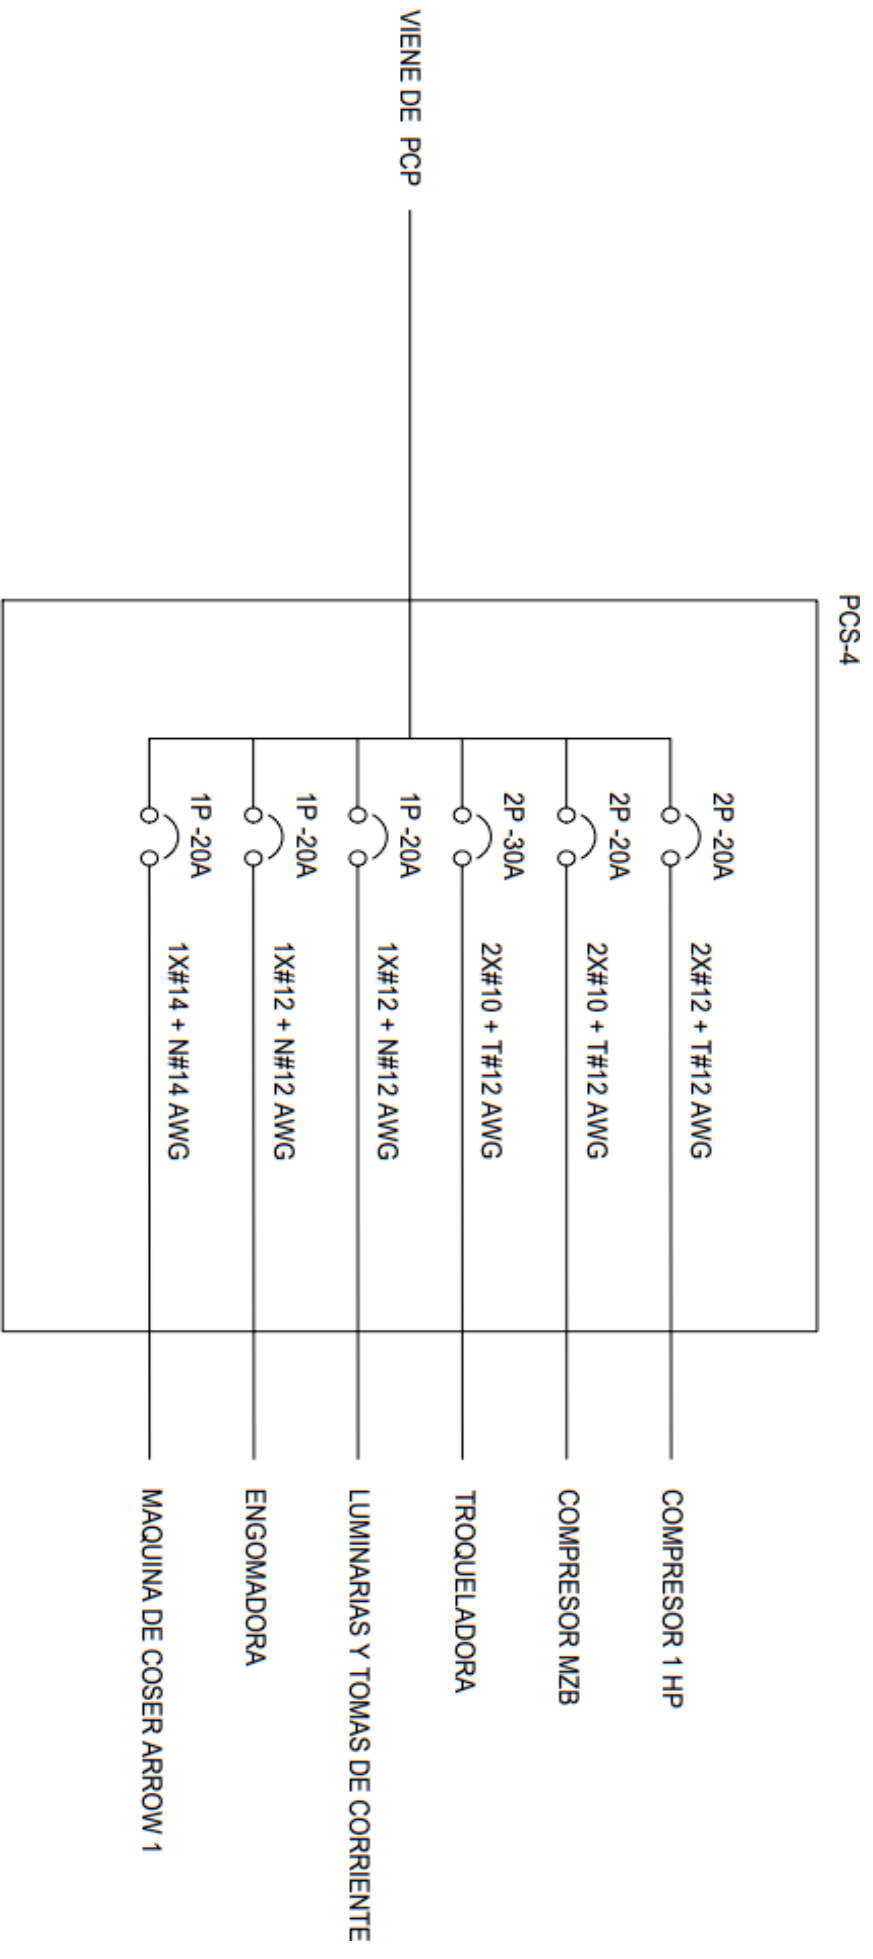 PCS-4
VIENE DE PCP
2P -20A
2X#12 + T#12 AWG
COMPRESOR 1 HP
2P -20A
2X#10 + T#12 AWG
COMPRESOR MZB
2P -30A
2X#10 + T#12 AWG
TROQUELADORA
1P -20A
1X#12 + N#12 AWG
LUMINARIAS Y TOMAS DE CORRIENTE
1P -20A
1X#12 + N#12 AWG
ENGOMADORA
1P -20A
1X#14 + N#14 AWG
MAQUINA DE COSER ARROW 1